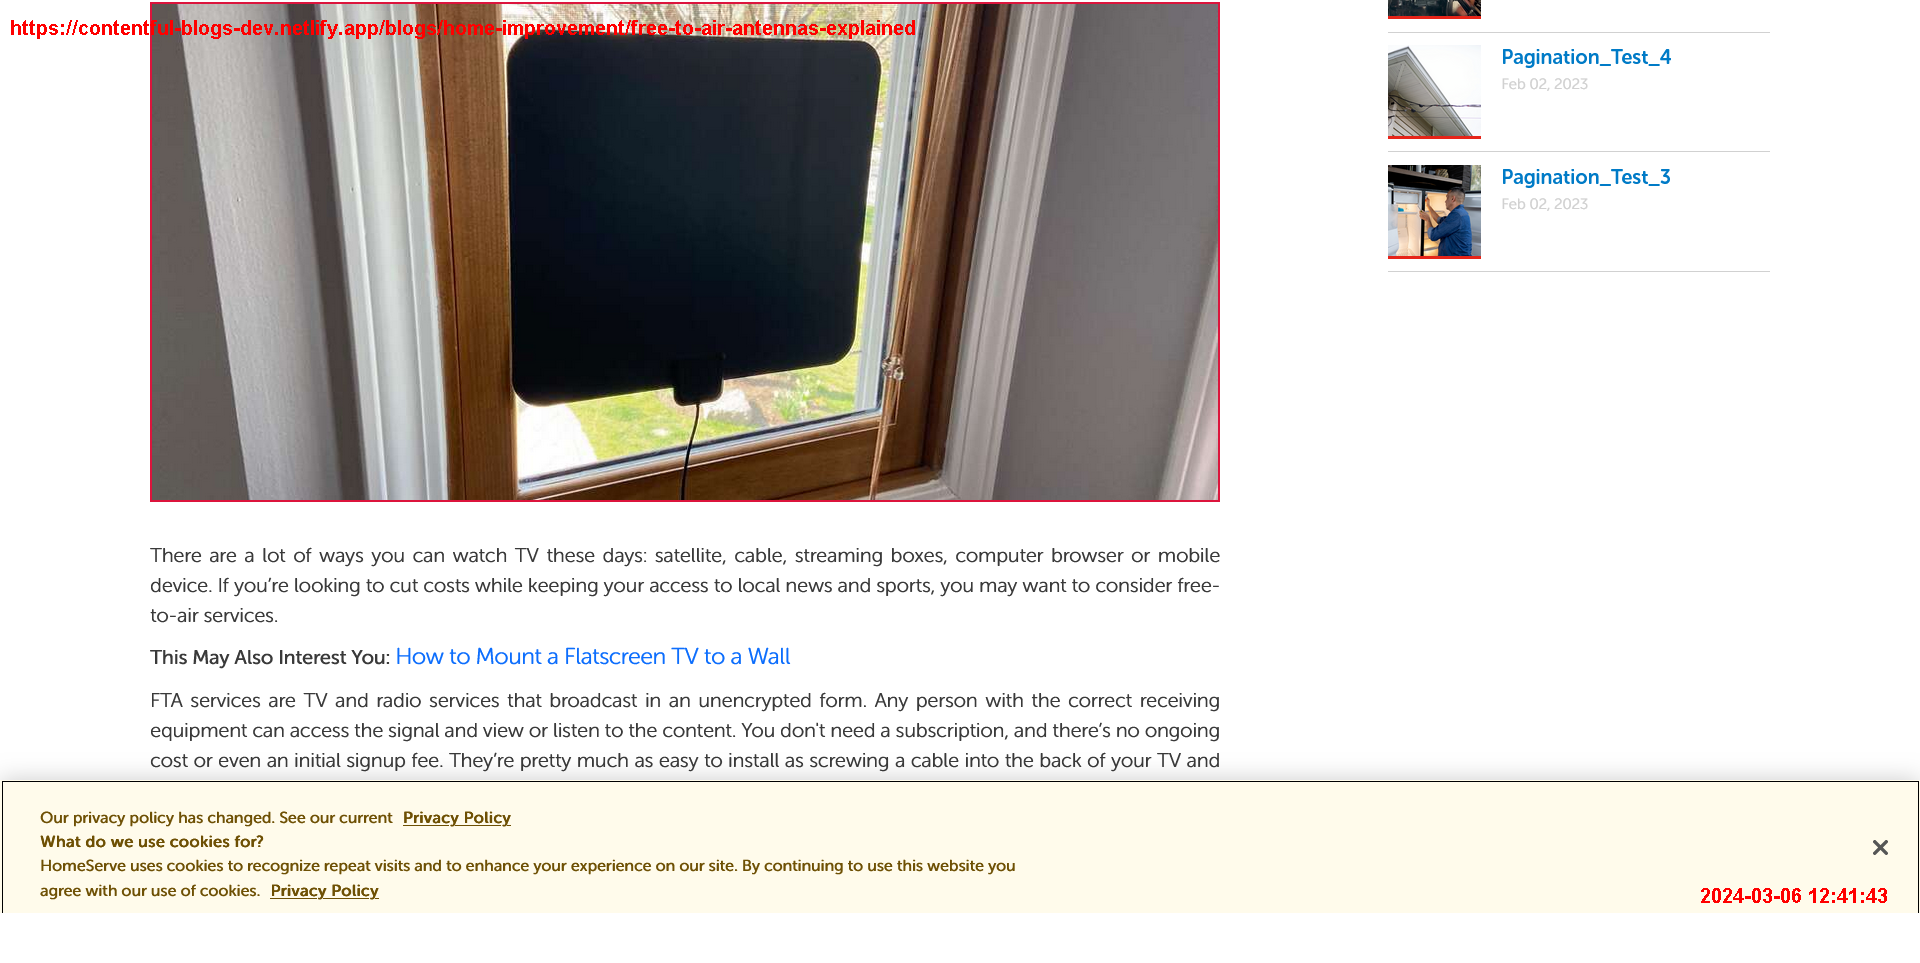 https://contentful-blogs-dev.netlify.app/blogs/home-improvement/free-to-air-antennas-explained
Pagination_Test_4
Feb 02, 2023
Pagination_Test_3
Feb 02, 2023
There are a lot of ways you can watch TV these days: satellite, cable, streaming boxes, computer browser or mobile
device. If you’re looking to cut costs while keeping your access to local news and sports, you may want to consider free-
to-air services.
This May Also Interest You: How to Mount a Flatscreen TV to a Wall
FTA services are TV and radio services that broadcast in an unencrypted form. Any person with the correct receiving
equipment can access the signal and view or listen to the content. You don't need a subscription, and there’s no ongoing
cost or even an initial signup fee. They’re pretty much as easy to install as screwing a cable into the back of your TV and
Our privacy policy has changed. See our current Privacy Policy
What do we use cookies for?
HomeServe uses cookies to recognize repeat visits and to enhance your experience on our site. By continuing to use this website you
agree with our use of cookies. Privacy Policy
2024-03-06 12:41:43